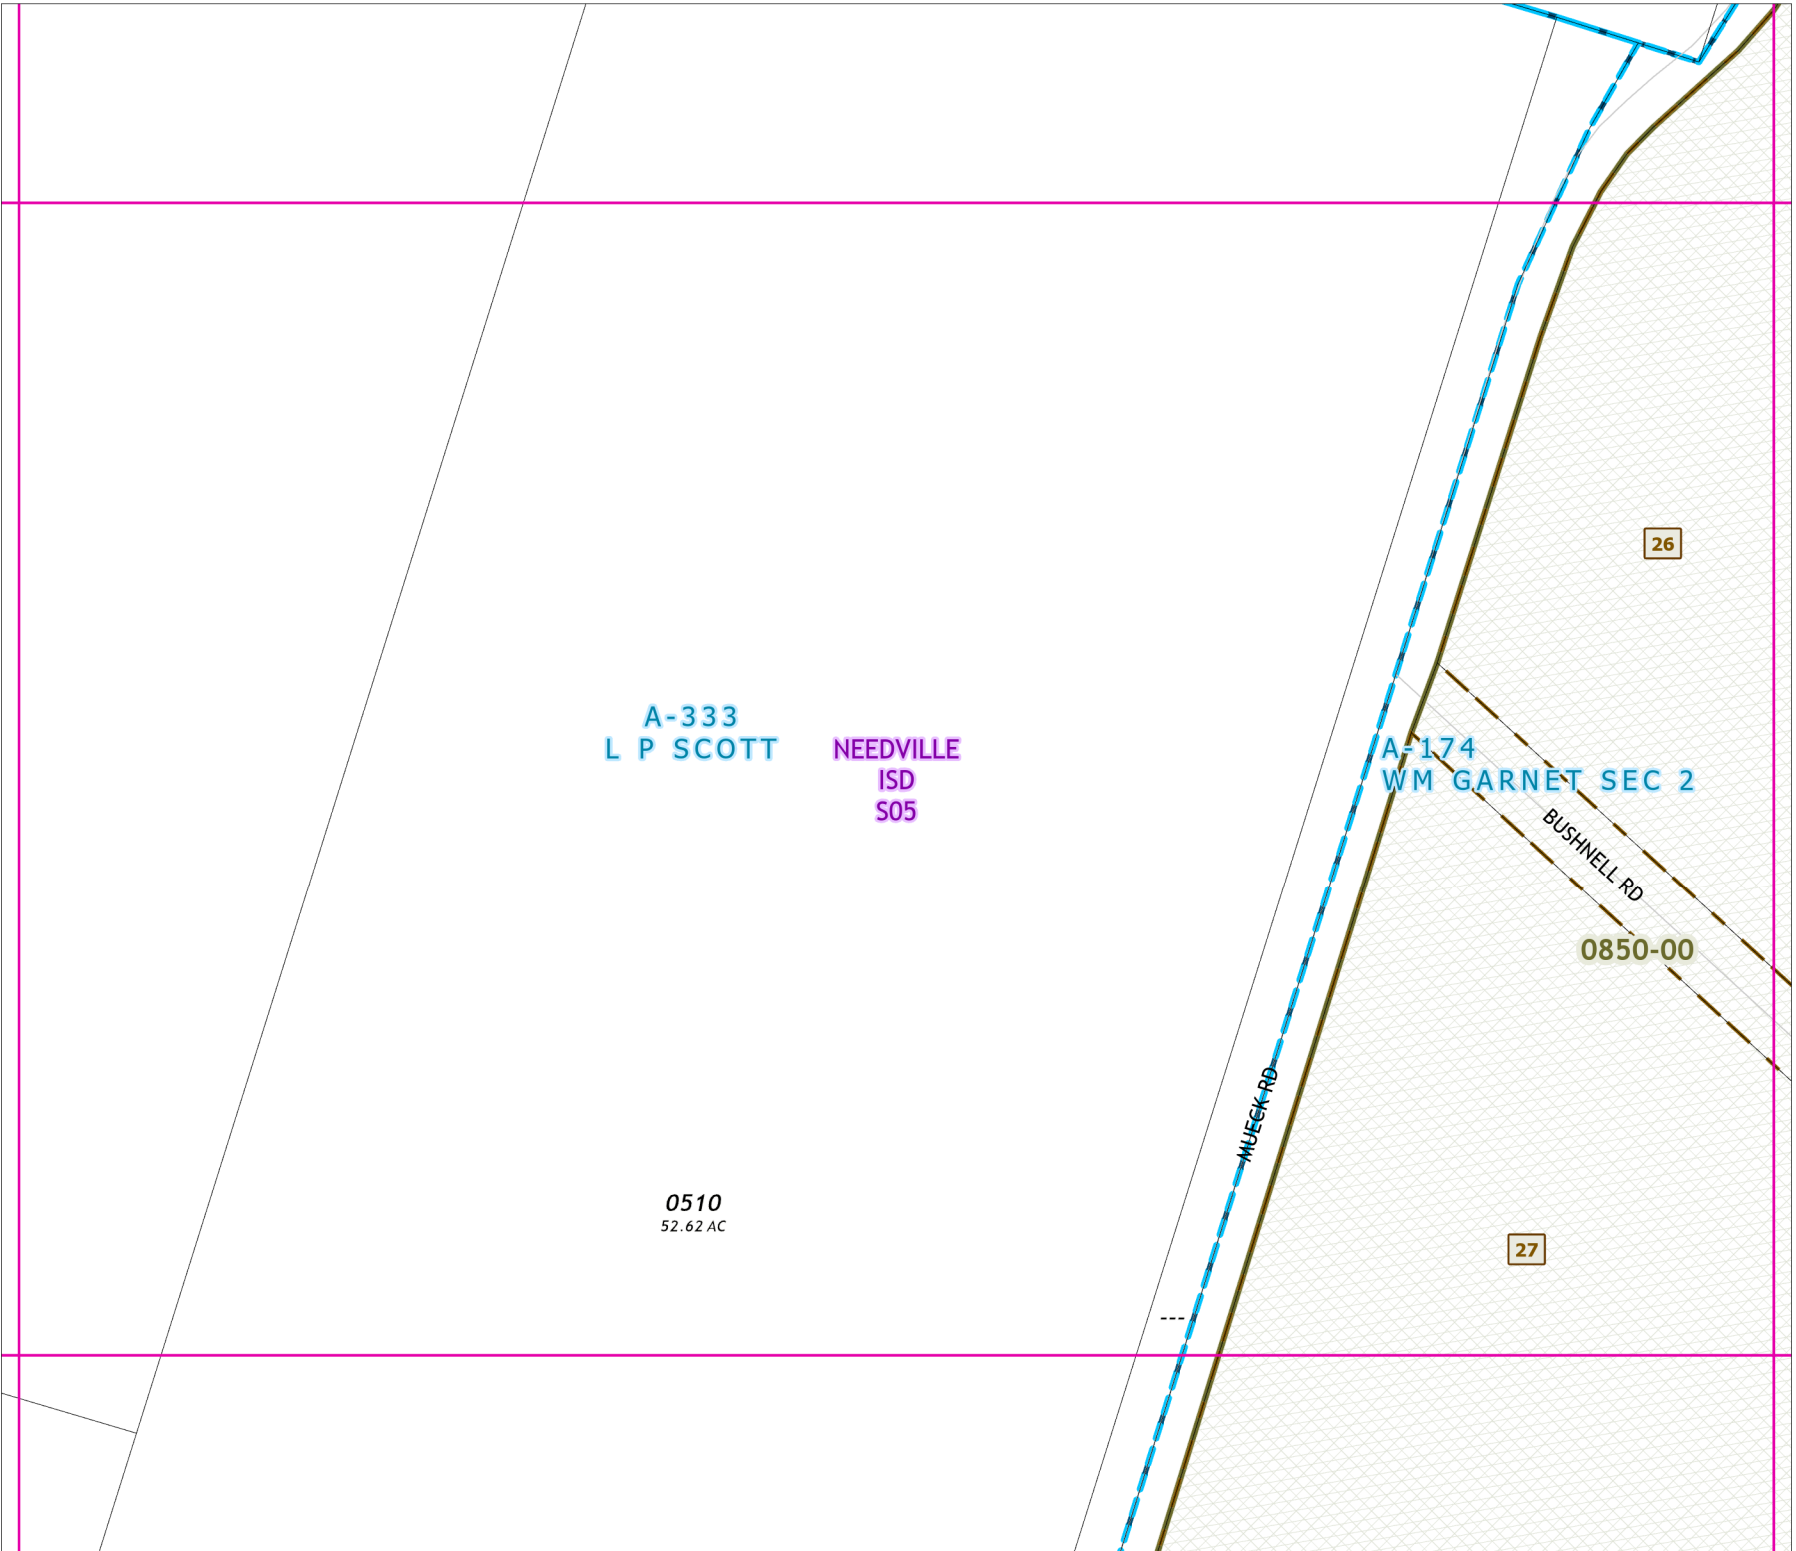 26
A-333
L P SCOTT
NEEDVILLE
ISD
S05
A-174
WM GARNET SEC 2
BUSHNELL RD
0850-00
MUECK RD
0510
52.62 AC
27